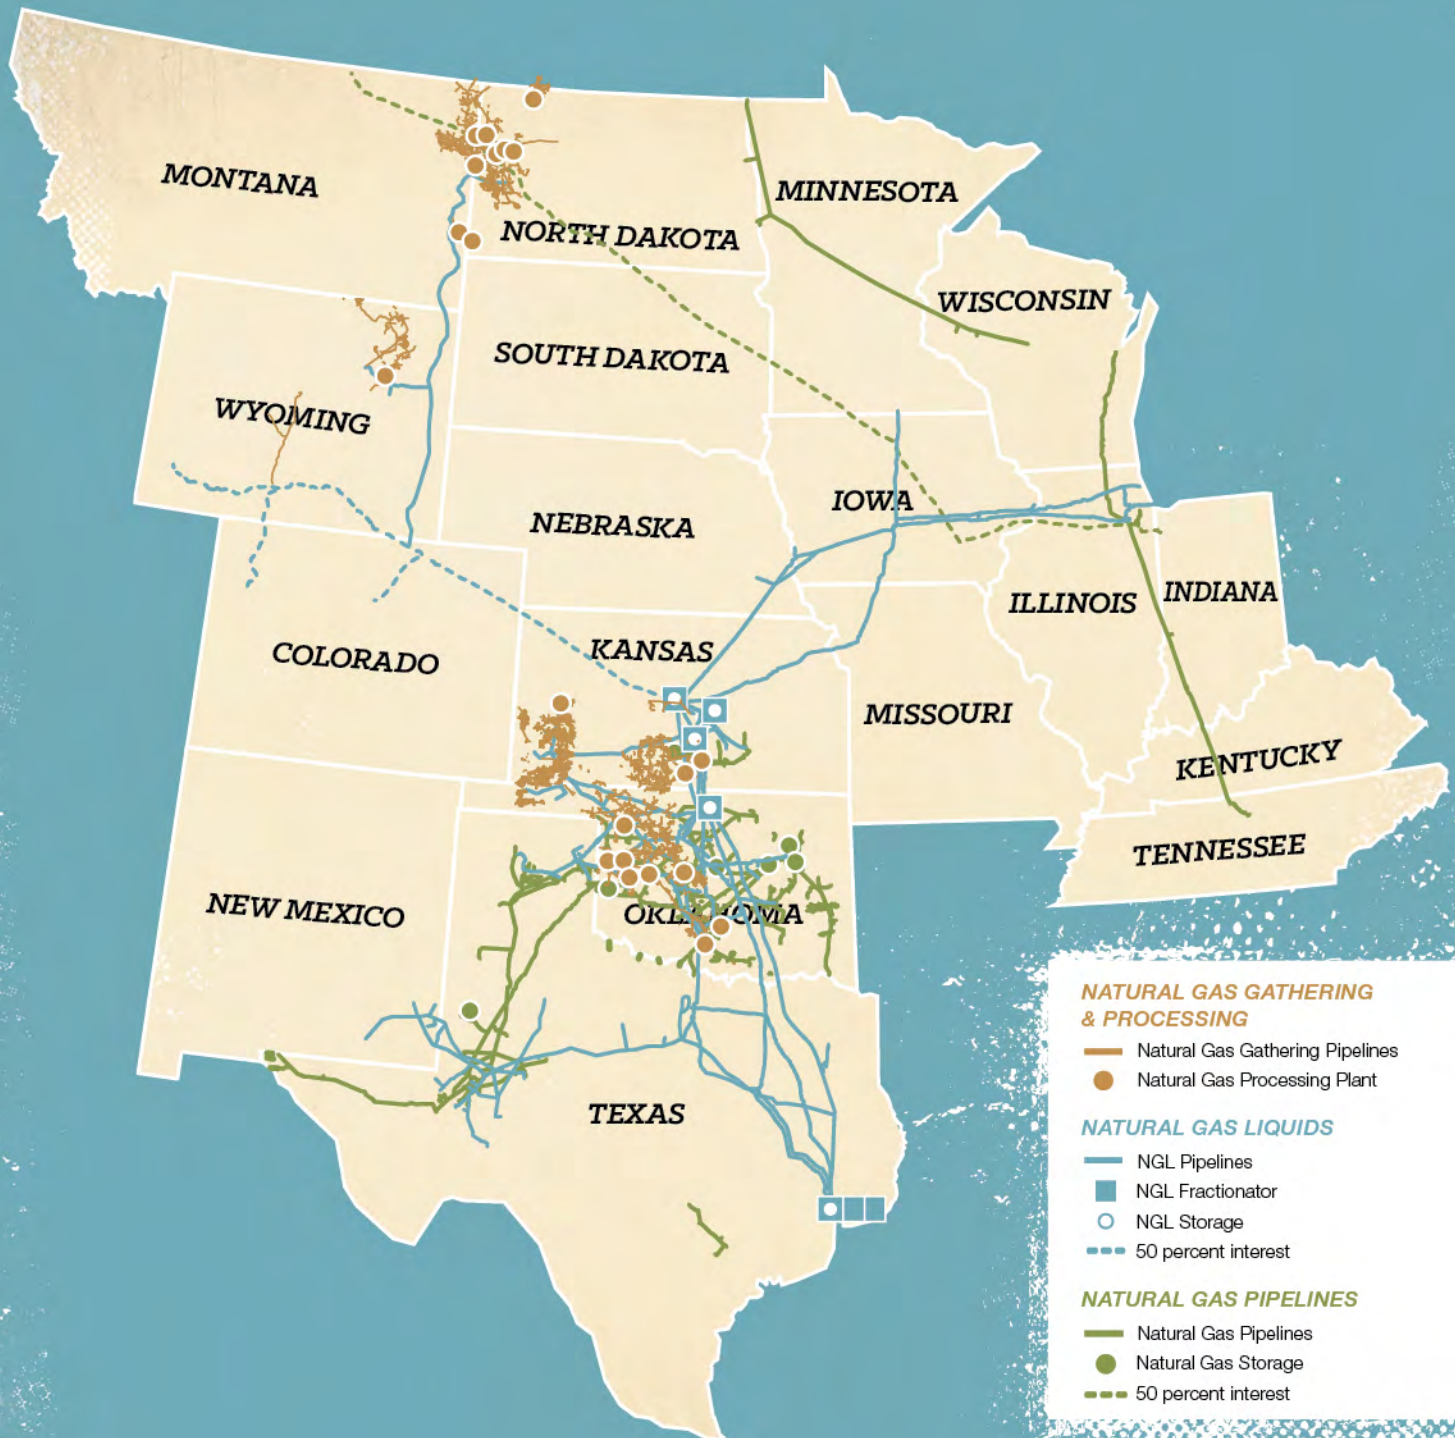 MONTANA
NORTH DAKOTA
MINNESOTA
WISCONSIN
SOUTH DAKOTA
WYOMING
IOWA
NEBRASKA
ILLINOIS
INDIANA
COLORADO
KANSAS
MISSOURI
KENTUCKY
TENNESSEE
NEW MEXICO
OKLAHOMA
TEXAS
NATURAL GAS GATHERING
& PROCESSING
Natural Gas Gathering Pipelines
Natural Gas Processing Plant
NATURAL GAS LIQUIDS
NGL Pipelines
NGL Fractionator
NGL Storage
50 percent interest
NATURAL GAS PIPELINES
Natural Gas Pipelines
Natural Gas Storage
50 percent interest